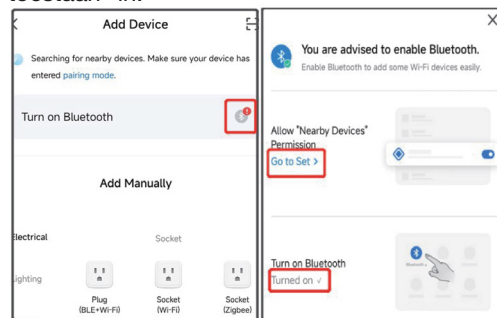 Add Device
Searching for nearby devices. Make sure your device has
entered pairing mode.
Turn on Bluetooth
Add Manually
Electrical
Socket
Lighting
Plug
(BLE+Wi-Fi)
Socket
(Wi-Fi)
Socket
(Zigbee)
You are advised to enable Bluetooth.
Enable Bluetooth to add some Wi-Fi devices easily.
Allow "Nearby Devices"
Permission
Go to Set >
Turn on Bluetooth
Turned on √